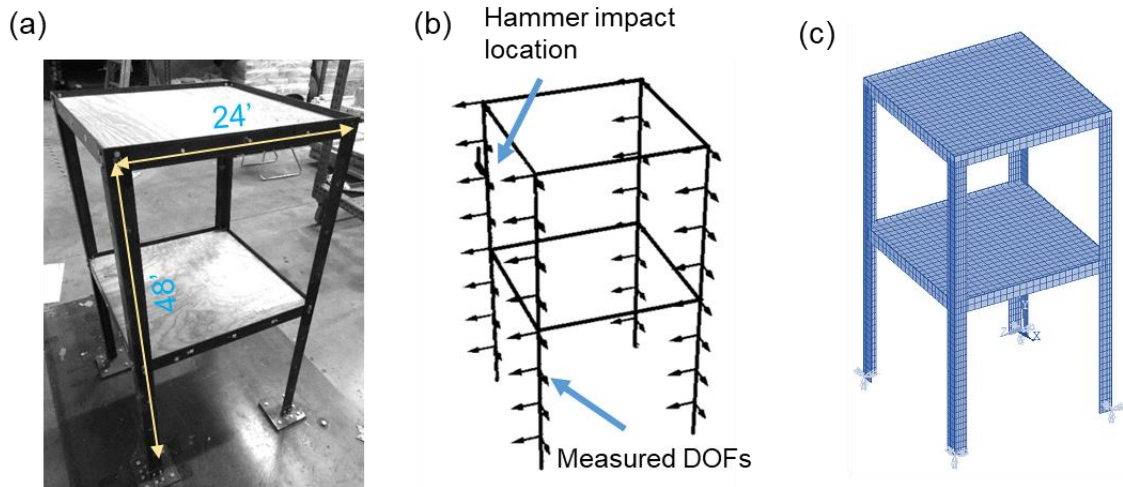 (a)
24'
48'
(b)
Hammer impact
location
Measured DOFs
(c)
Y
Z
X